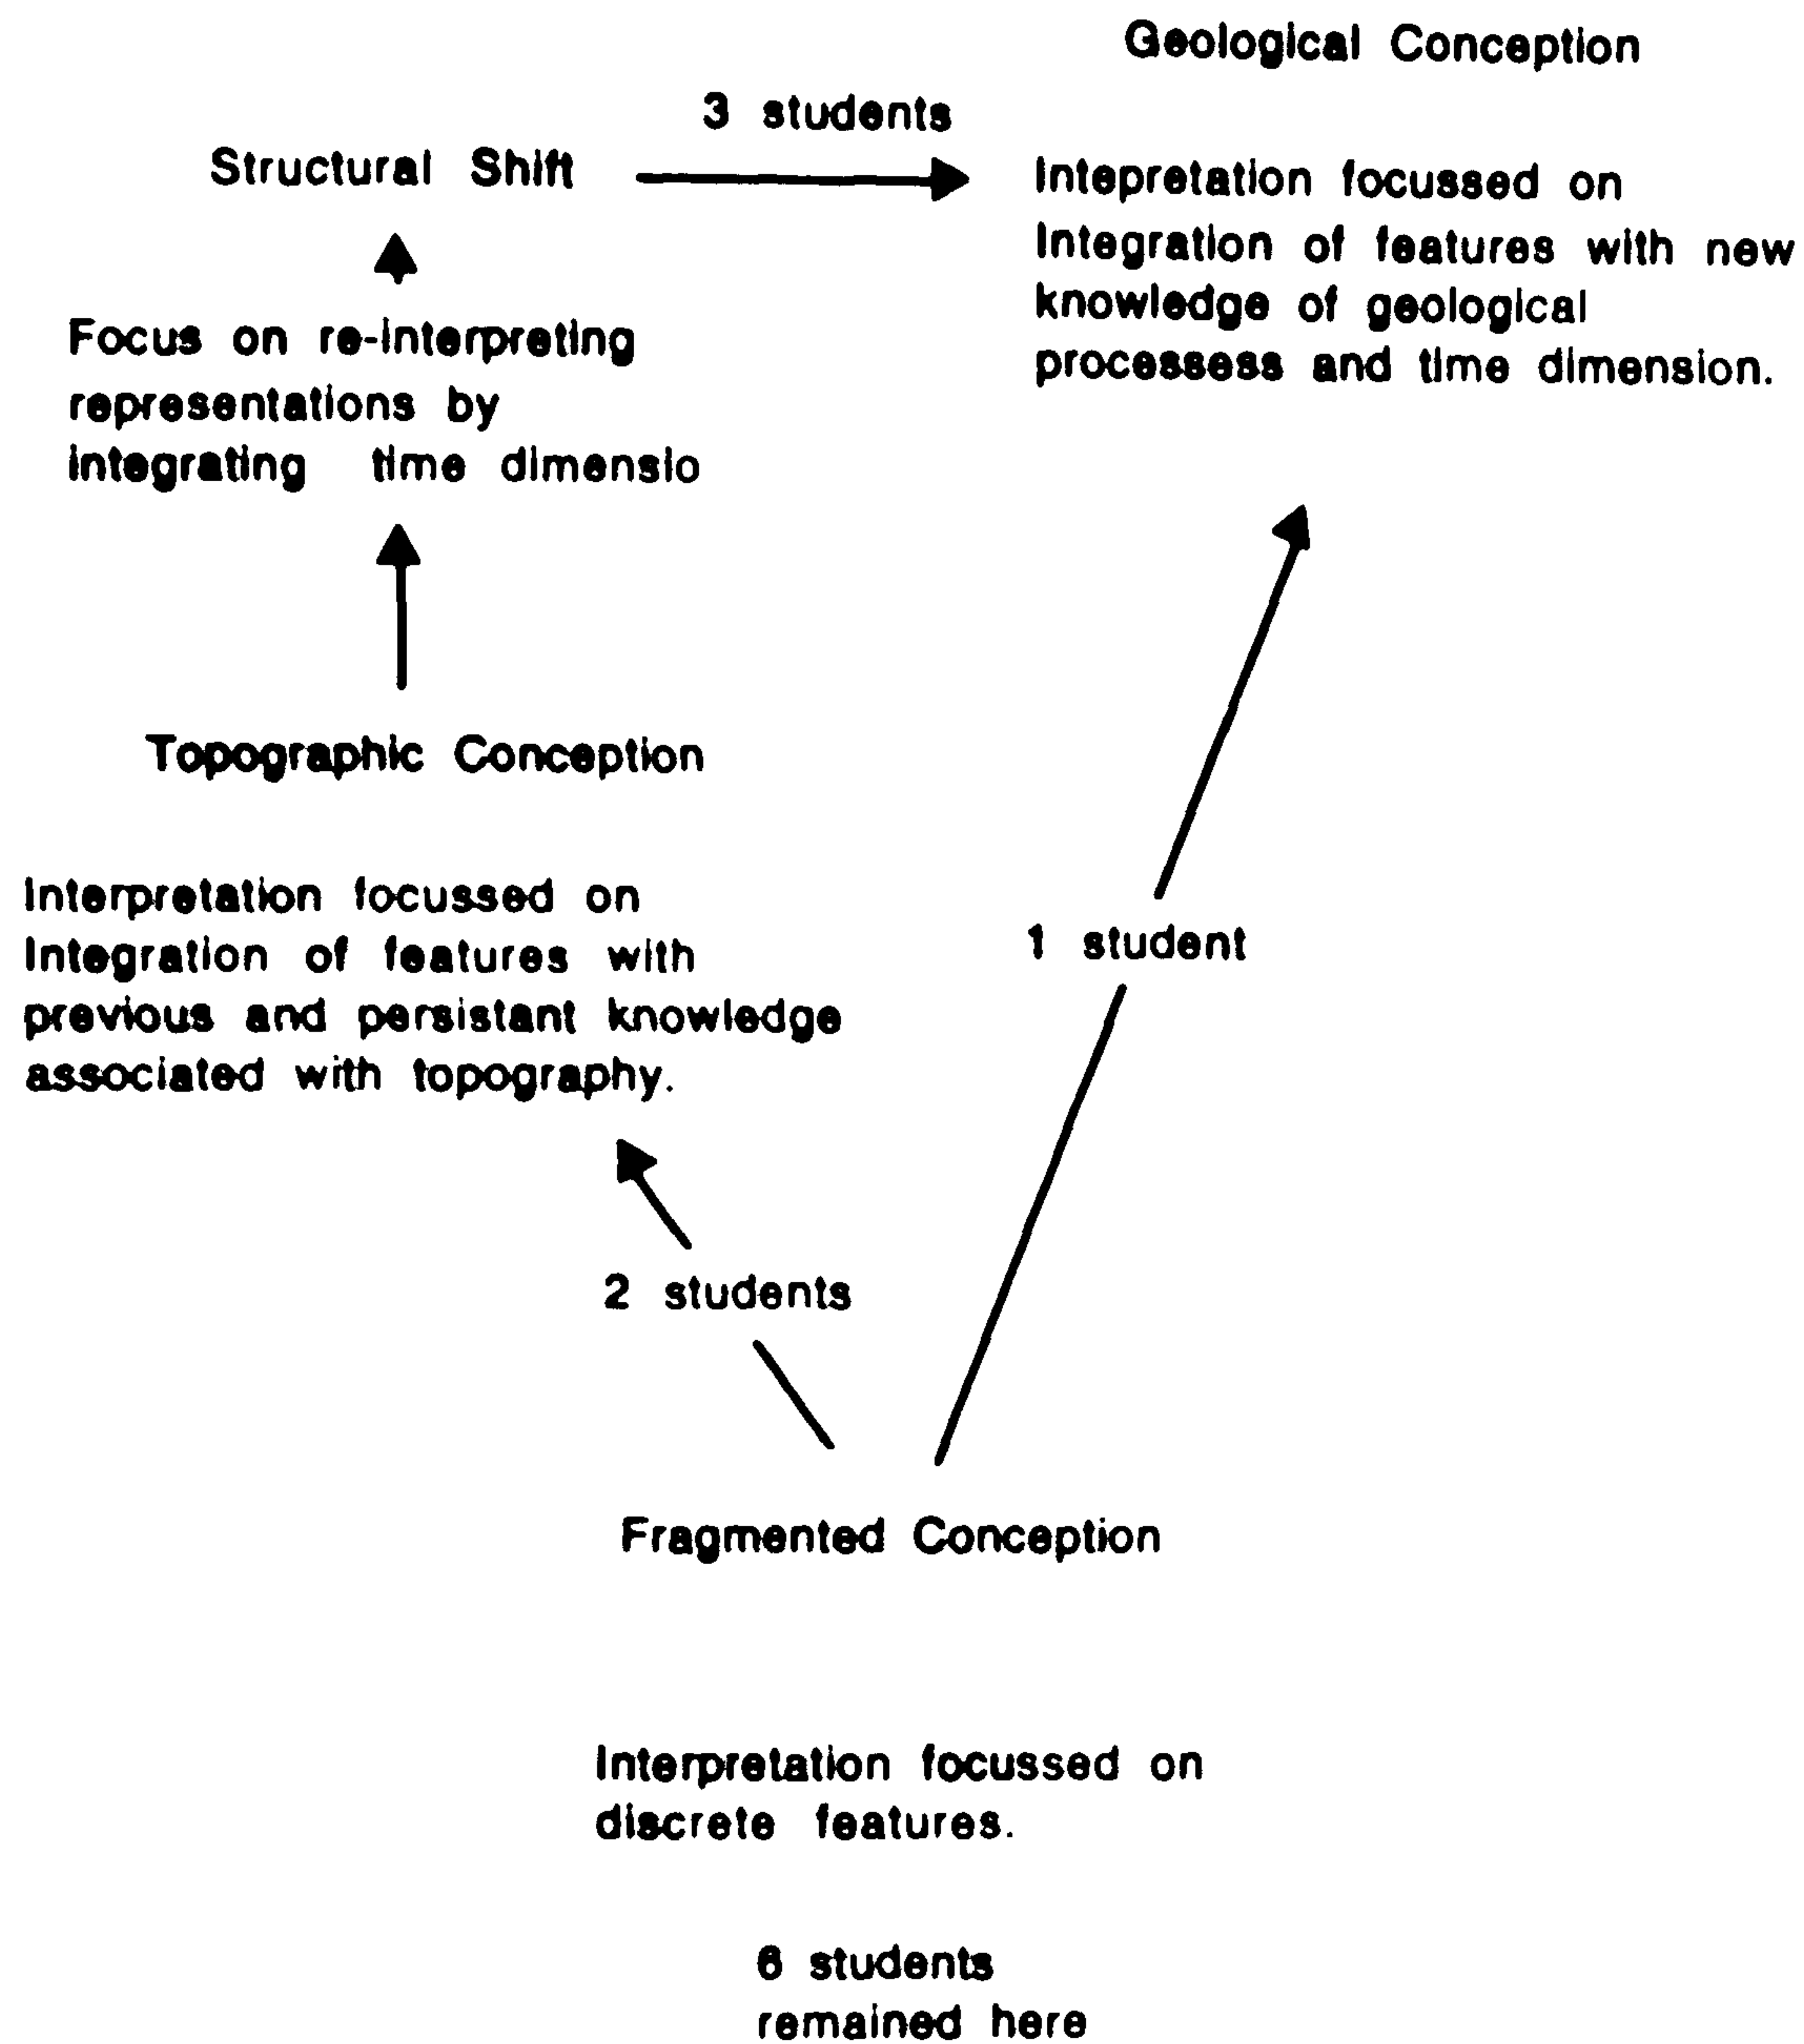 Geological Conception
3 students
Structural Shift
Intepretation focussed on
Integration of features with new
knowledge of geological
processess and time dimension.
Focus on re-interpreting
representations by
integrating time dimensio
Topographic Conception
Interpretation focussed on
Integration of features with
previous and persistant knowledge
associated with topography.
1 student
2 students
Fragmented Conception
Interpretation focussed on
discrete features.
6 students
remained here